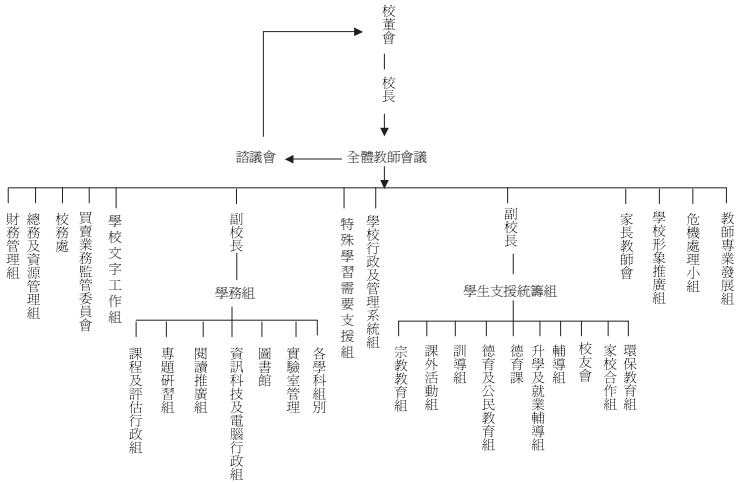 校董會
校長
諮議會
全體教師會議
財務管理組
總務及資源管理組
校務處
買賣業務監管委員會
學校文字工作組
副校長
特殊學習需要支援組
學校行政及管理系統組
副校長
家長教師會
學校形象推廣組
危機處理小組
教師專業發展組
學務組
學生支援統籌組
課程及評估行政組
專題研習組
閱讀推廣組
資訊科技及電腦行政組
圖書館
實驗室管理
各學科組別
宗教教育組
課外活動組
訓導組
德育及公民教育組
德育課
升學及就業輔導組
輔導組
校友會
家校合作組
環保教育組